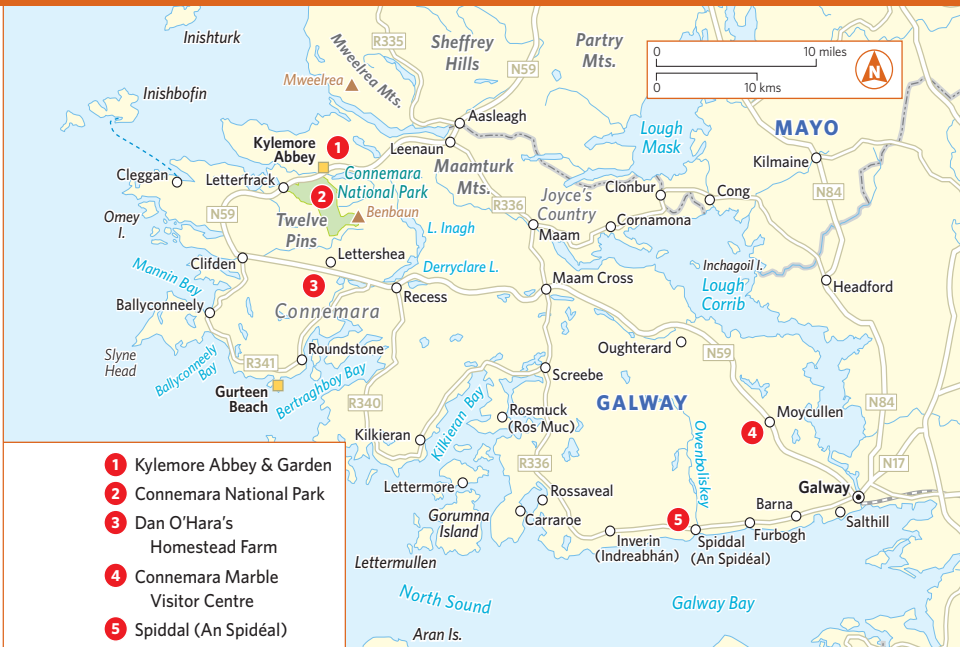 Inishturk
R335
Sheffrey
Hills
Partry
Mts.
0 10 miles
0 10 kms
N
Mweelrea
Mweelrea Mts.
N59
Inishbofin
Aasleagh
Lough
Mask
MAYO
Kylemore
Abbey
1
Leenaun
Maamturk
Mts.
Kilmaine
Cleggan
Letterfrack
Connemara
National Park
2
Clonbur
Cong
N84
Omey
I.
N59
Twelve
Pins
Benbaun
R336
Joyce's
Country
Cornamona
L. Inagh
Maam
Clifden
Lettershea
Derryclare L.
Inchagoil I.
Mannin Bay
3
Recess
Maam Cross
Lough
Corrib
Headford
Ballyconneely
Connemara
Slyne
Head
Ballyconneely
Bay
R341
Roundstone
Oughterard
N59
Gurteen
Beach
Bertraghboy Bay
Screebe
R340
GALWAY
N84
Kilkieran
Kilkieran Bay
Rosmuck
(Ros Muc)
Moycullen
4
Owenboliskey
R336
N17
Lettermore
Rossaveal
Galway
Gorumna
Island
Carraroe
Barna
Salthill
5
Inverin
(Indreabhán)
Spiddal
(An Spidéal)
Furbogh
Lettermullen
North Sound
Galway Bay
Aran Is.
1 Kylemore Abbey & Garden
2 Connemara National Park
3 Dan O'Hara's
Homestead Farm
4 Connemara Marble
Visitor Centre
5 Spiddal (An Spidéal)